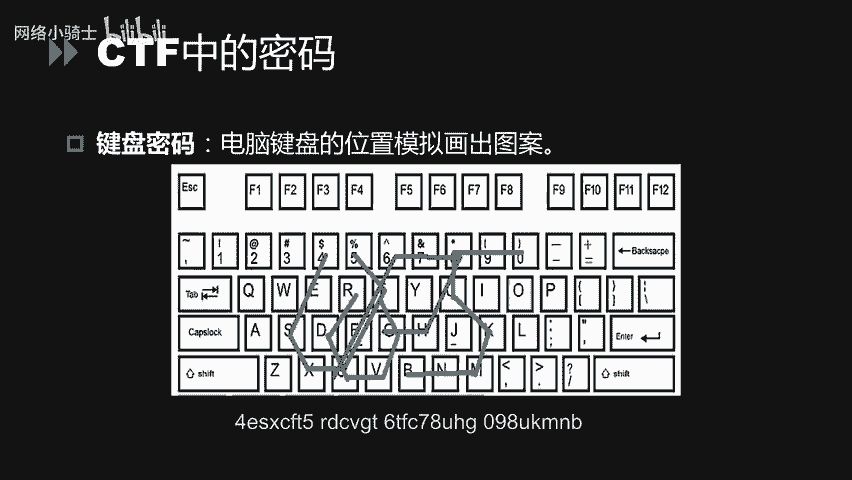 网络小骑士 bilibili
CTF中的密码
键盘密码：电脑键盘的位置模拟画出图案。
Esc F1 F2 F3 F4 F5 F6 F7 F8 F9 F10 F11 F12
~ , ! 1 @ 2 # 3 $ 4 % 5 ^ 6 & 7 * ( 9 ) 0 — – + = ←Backsacpe
Tab Q W E R Y I O P { [ } ] | \
Capslock A S D F G H J L : ; " , Enter
shift Z X V B N M < , > . ? / shift
4esxcft5 rdcvgt 6tfc78uhg 098ukmnb